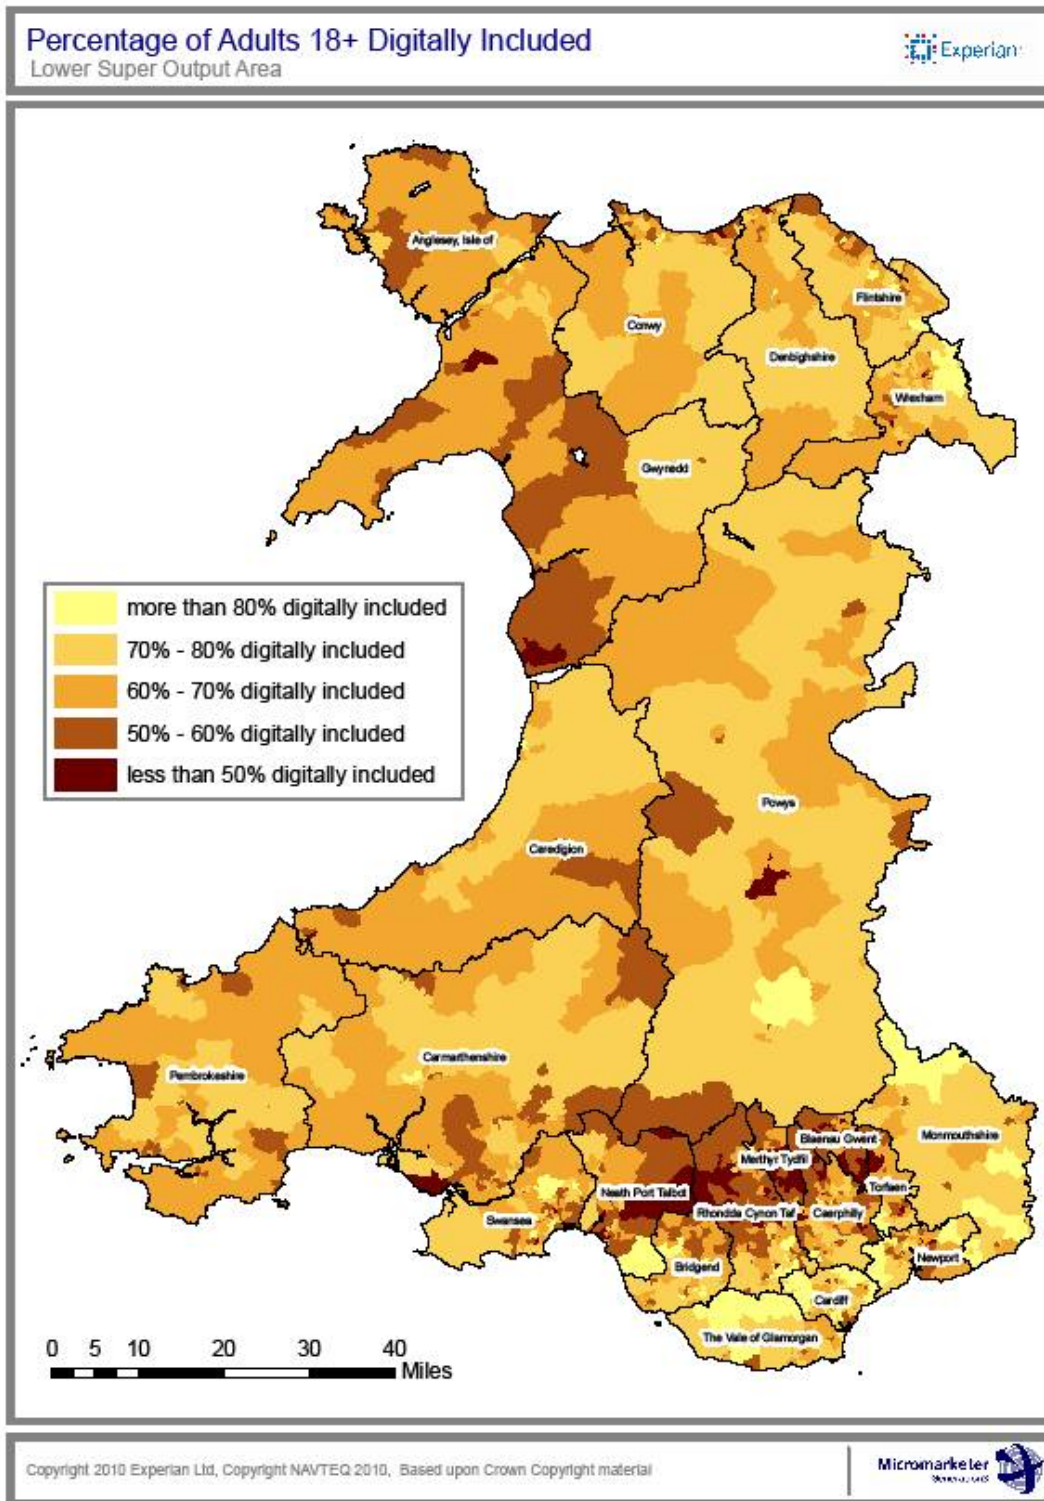 Percentage of Adults 18+ Digitally Included
Lower Super Output Area
Experian
Anglesey, Isle of
Conwy
Flintshire
Denbighshire
Wrexham
Gwynedd
more than 80% digitally included
70% - 80% digitally included
60% - 70% digitally included
50% - 60% digitally included
less than 50% digitally included
Powys
Ceredigion
Carmarthenshire
Pembrokeshire
Monmouthshire
Blaenau Gwent
Merthyr Tydfil
Torfaen
Neath Port Talbot
Rhondda Cynon Taf
Caerphilly
Swansea
Newport
Bridgend
Cardiff
The Vale of Glamorgan
0 5 10 20 30 40
Miles
Copyright 2010 Experian Ltd, Copyright NAVTEQ 2010, Based upon Crown Copyright material
Micromarketer
Generation3